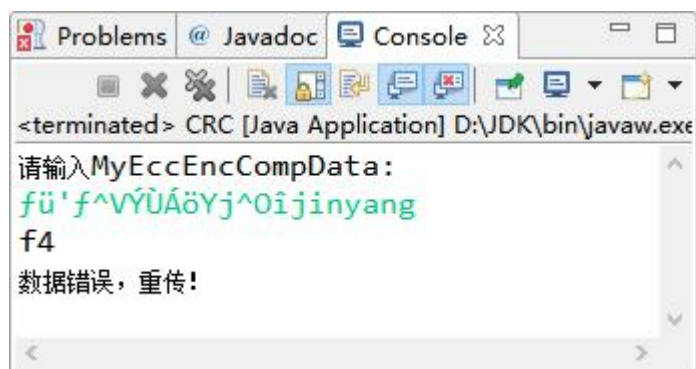 Problems @ Javadoc Console
<terminated> CRC [Java Application] D:\JDK\bin\javaw.exe
请输入MyEccEncCompData:
ƒü'ƒ^VÝÙÁöYj^Oîjinyang
f4
数据错误，重传!